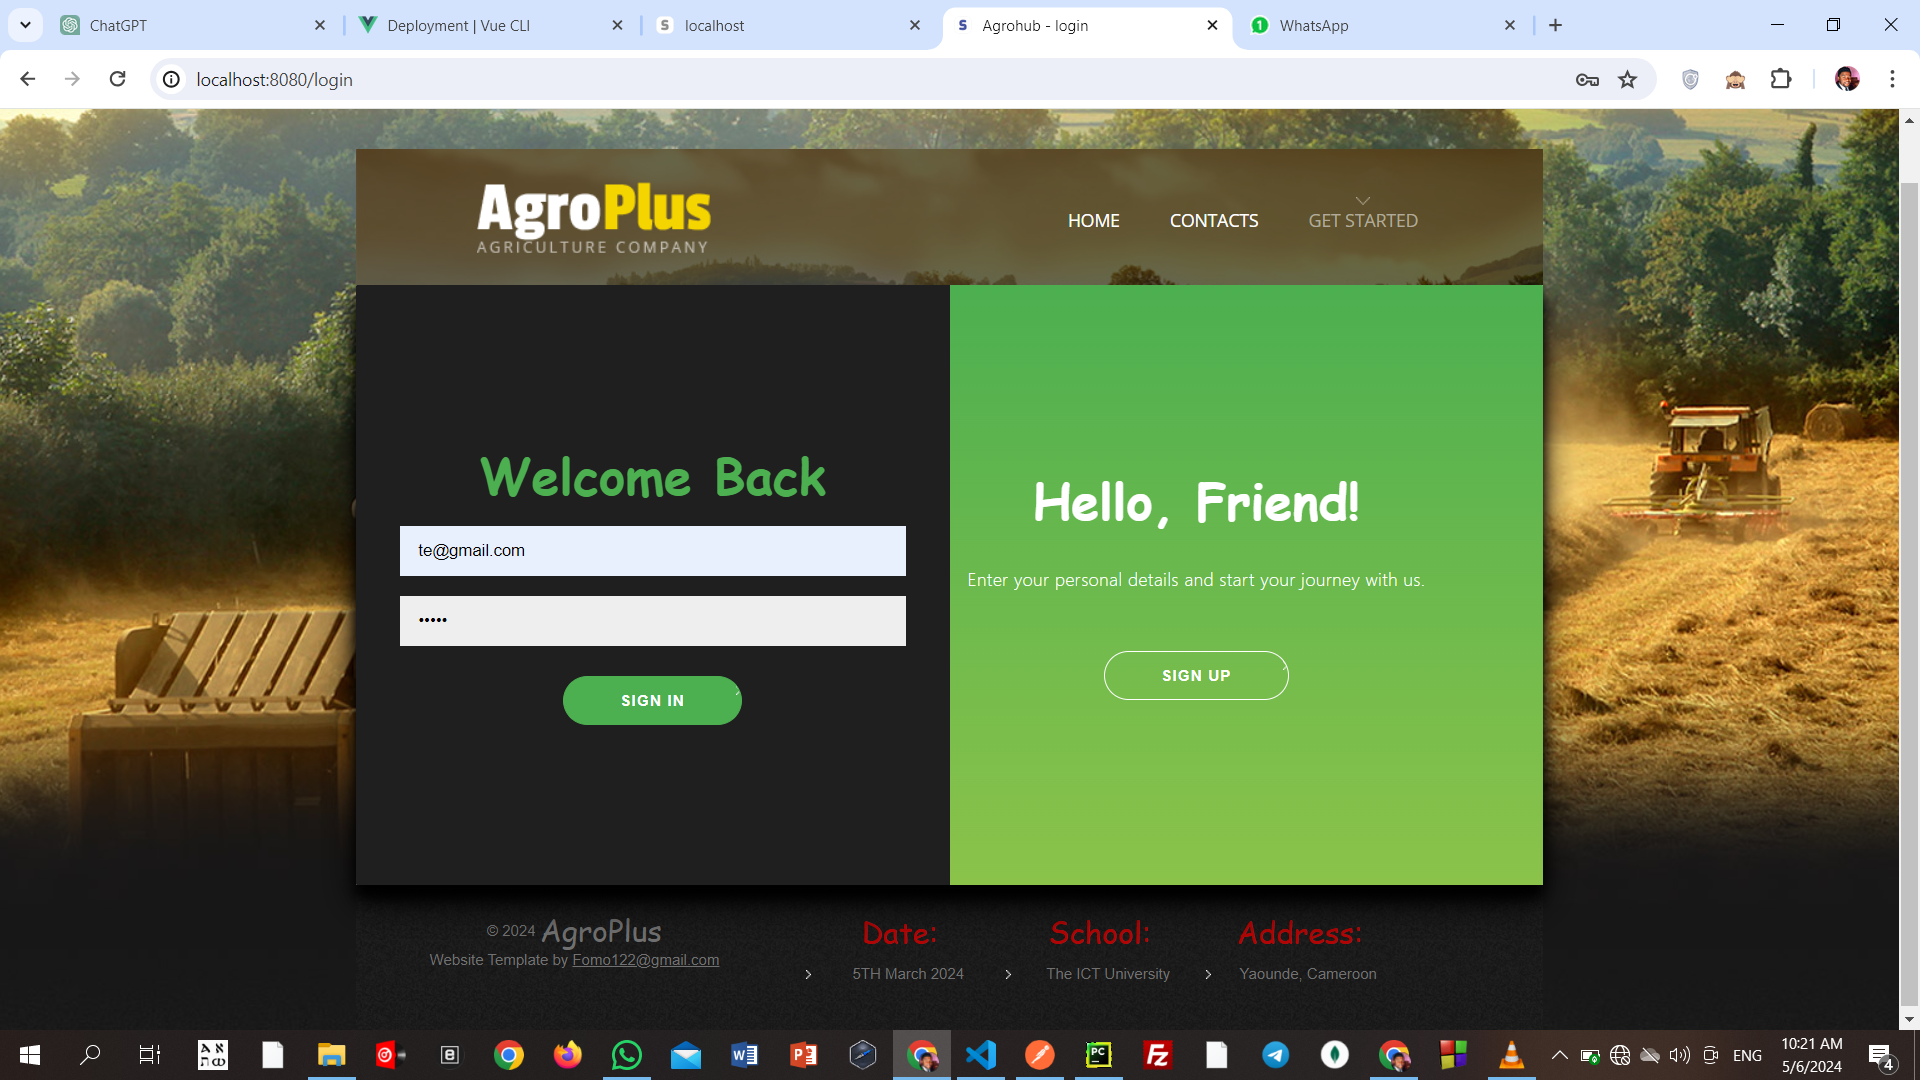 ChatGPT
Deployment | Vue CLI
localhost
Agrohub - login
WhatsApp
localhost:8080/login
AgroPlus
AGRICULTURE COMPANY
HOME
CONTACTS
GET STARTED
Welcome Back
te@gmail.com
•••••
SIGN IN
Hello, Friend!
Enter your personal details and start your journey with us.
SIGN UP
© 2024 AgroPlus
Website Template by Fomo122@gmail.com
Date:
5TH March 2024
School:
The ICT University
Address:
Yaounde, Cameroon
ENG
10:21 AM
5/6/2024
4